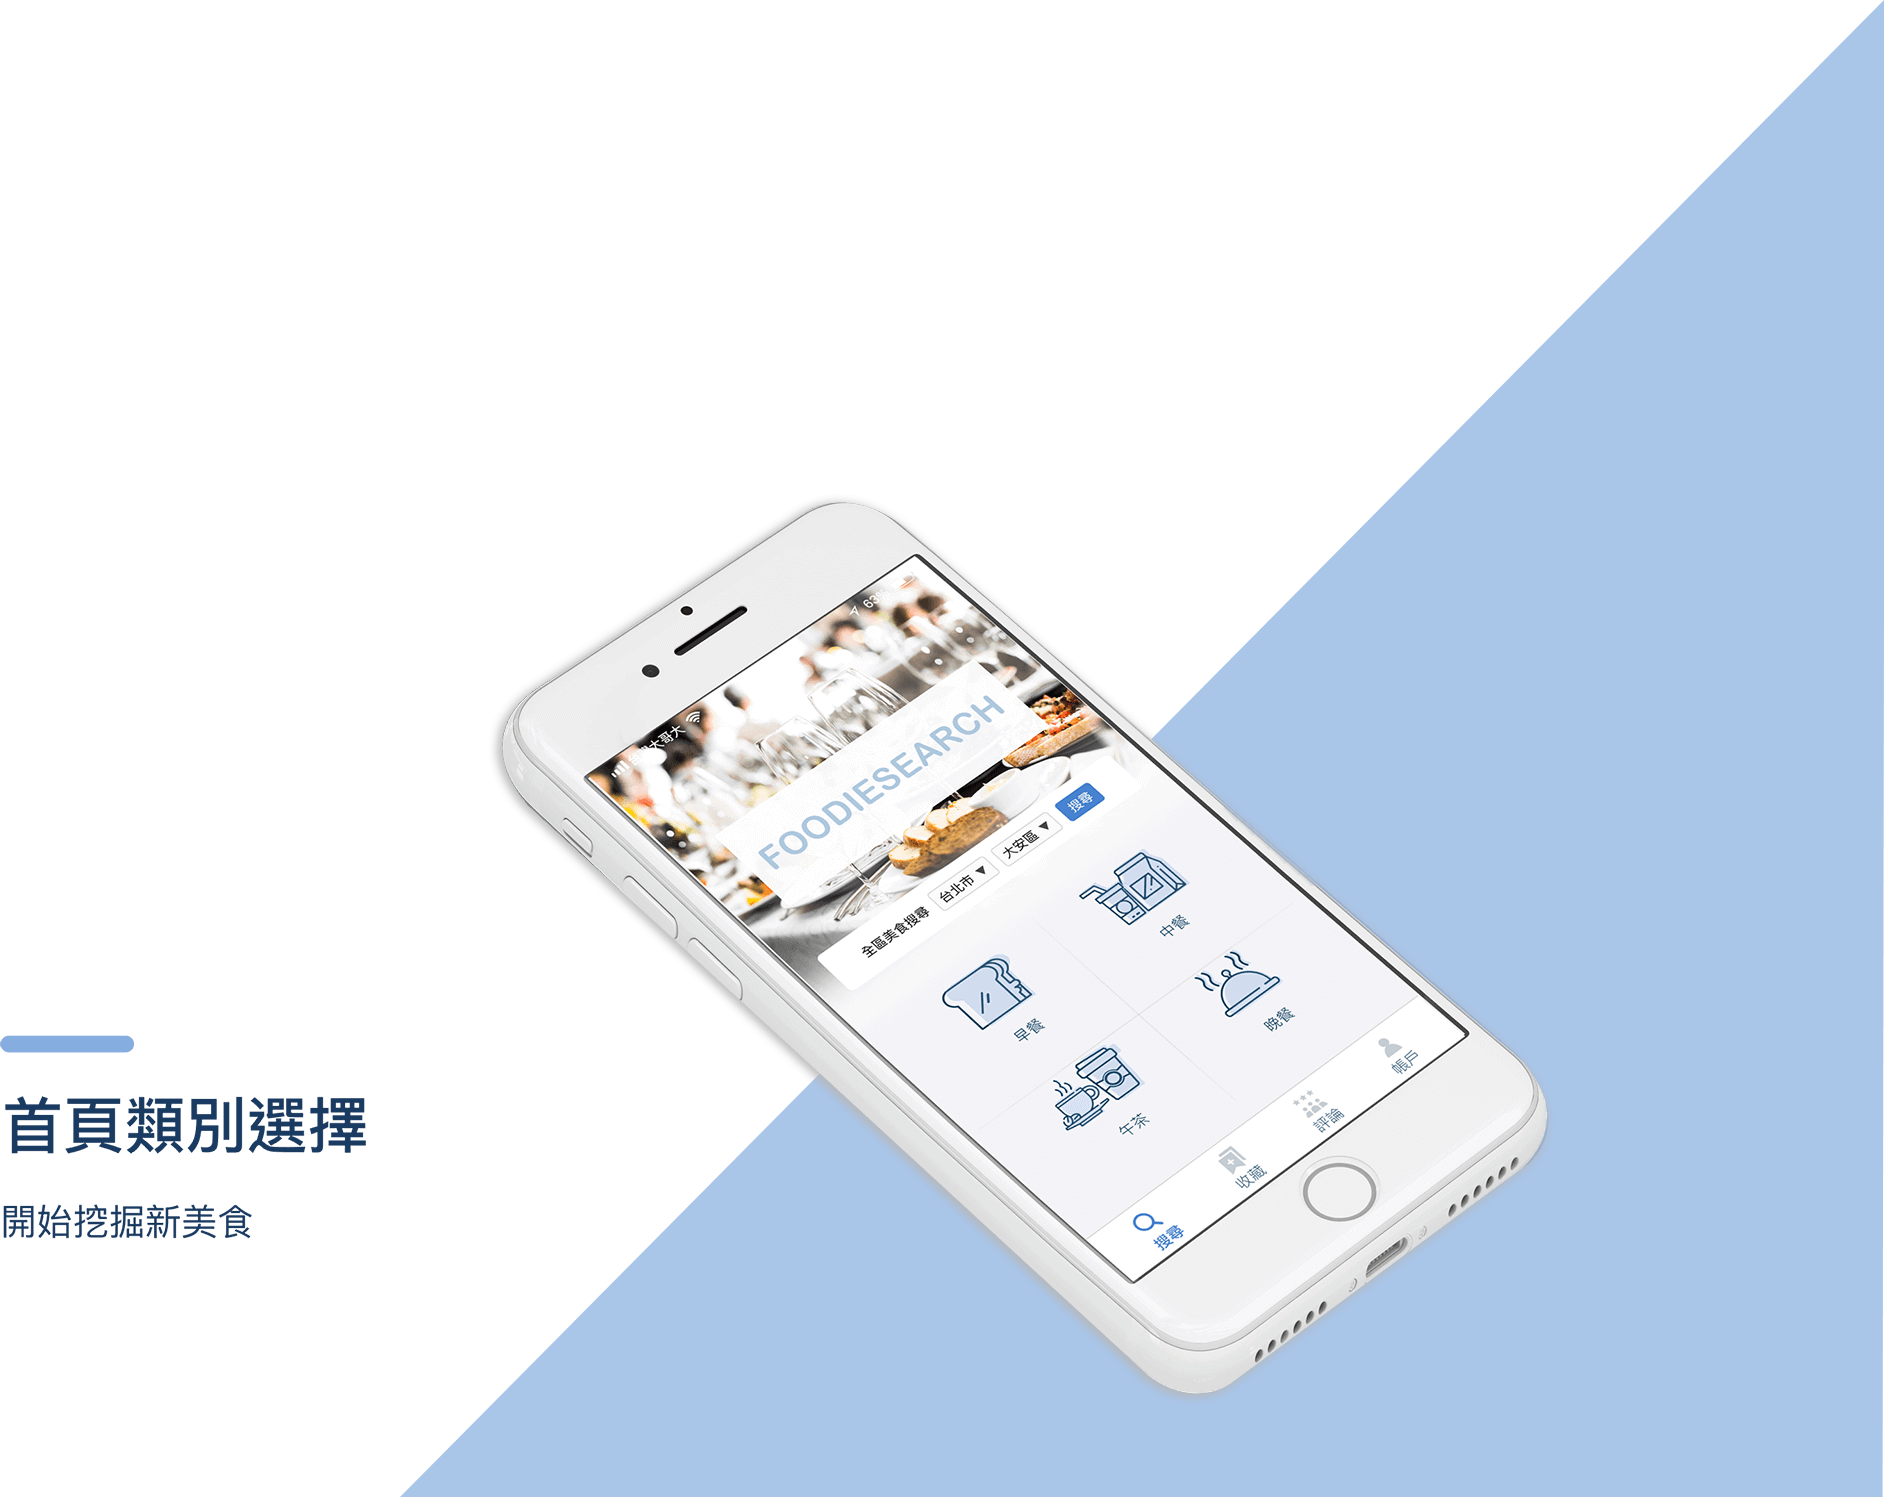 首頁類別選擇
開始挖掘新美食
大哥大
63%
FOODIESEARCH
全區美食搜尋 台北市 ▼ 大安區 ▼ 搜尋
早餐
中餐
午茶
晚餐
搜尋
收藏
評論
帳戶